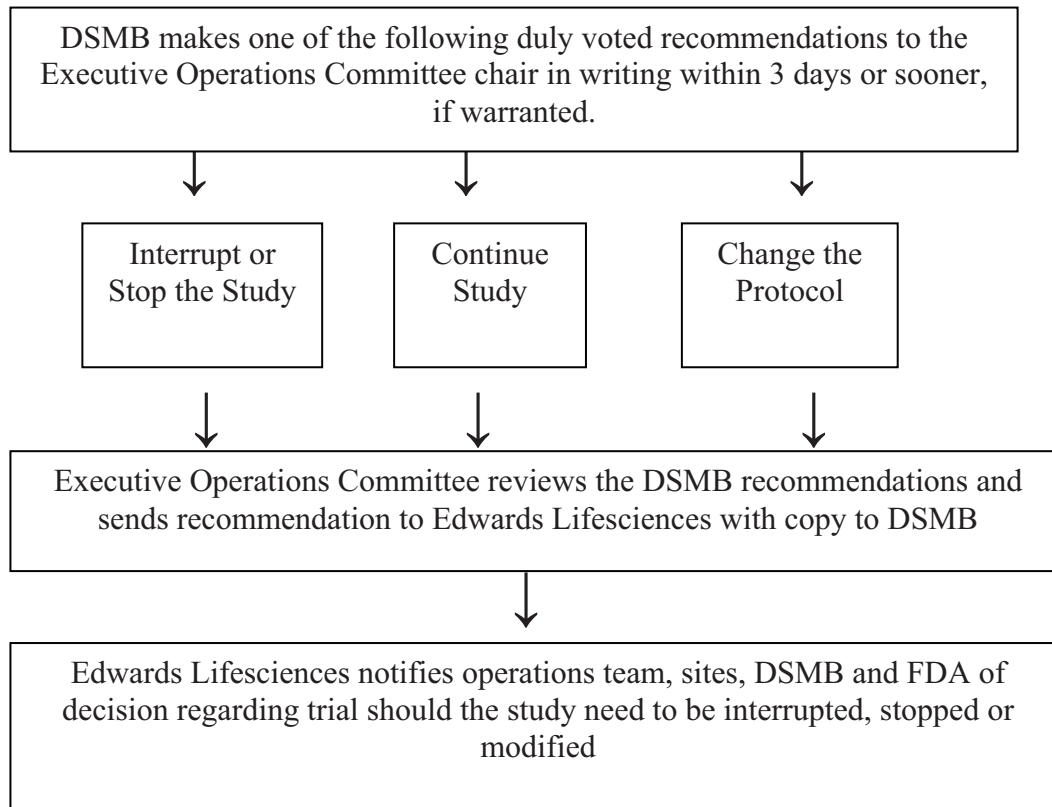 DSMB makes one of the following duly voted recommendations to the
Executive Operations Committee chair in writing within 3 days or sooner,
if warranted.
Interrupt or
Stop the Study
Continue
Study
Change the
Protocol
Executive Operations Committee reviews the DSMB recommendations and
sends recommendation to Edwards Lifesciences with copy to DSMB
Edwards Lifesciences notifies operations team, sites, DSMB and FDA of
decision regarding trial should the study need to be interrupted, stopped or
modified